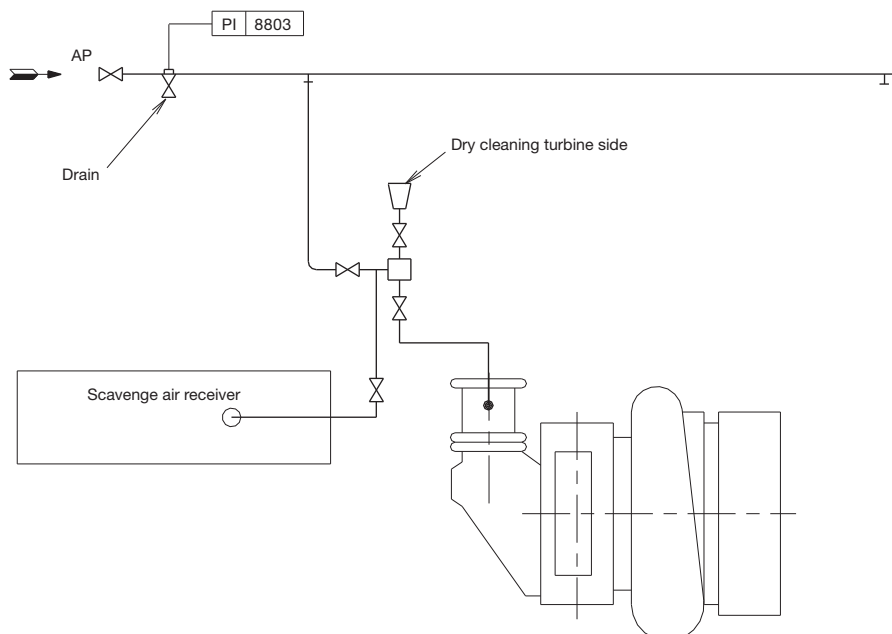 PI 8803
AP
Drain
Dry cleaning turbine side
Scavenge air receiver